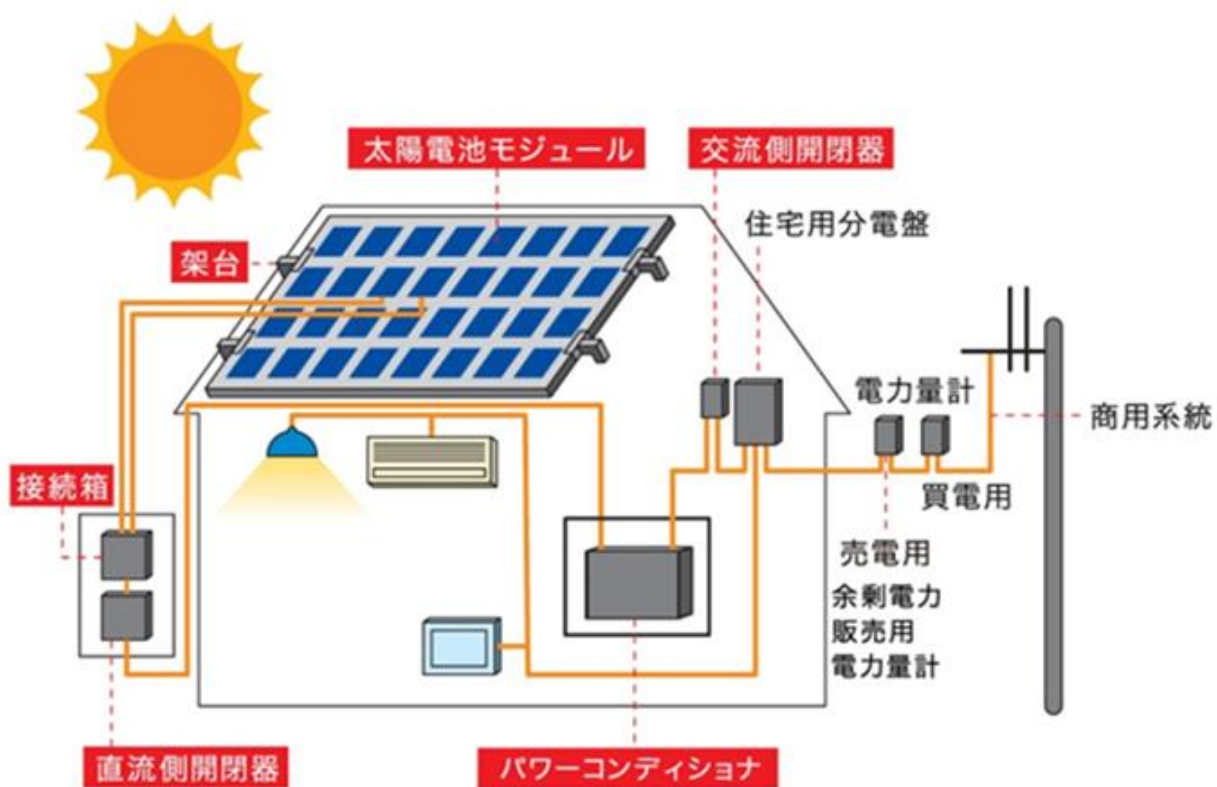 太陽電池モジュール
交流側開閉器
住宅用分電盤
架台
電力量計
商用系統
接続箱
買電用
売電用
余剰電力
販売用
電力量計
直流側開閉器
パワーコンディショナ